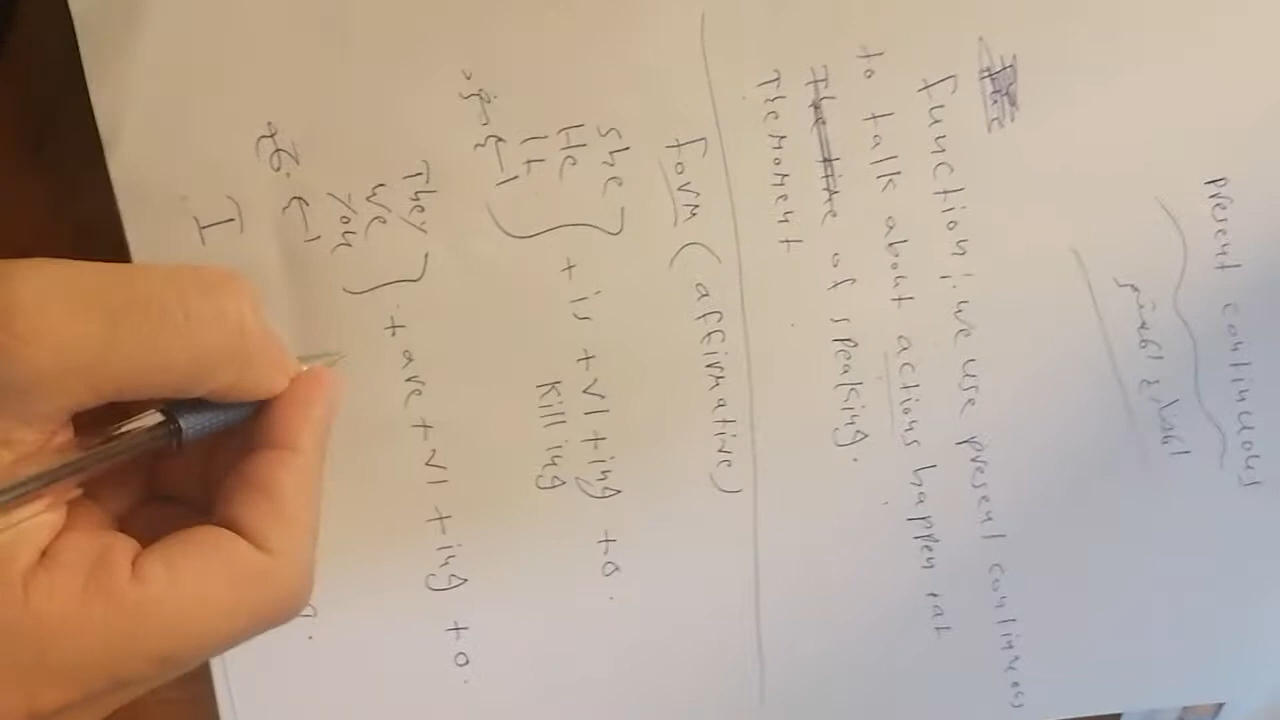 present continuous
المضارع المستمر
function: we use present continuous
to talk about actions happen at
of speaking.
The moment
form (affirmative)
She
He + is + v1 + ing + o.
It killing
They
we + are + v1 + ing + o.
you
I